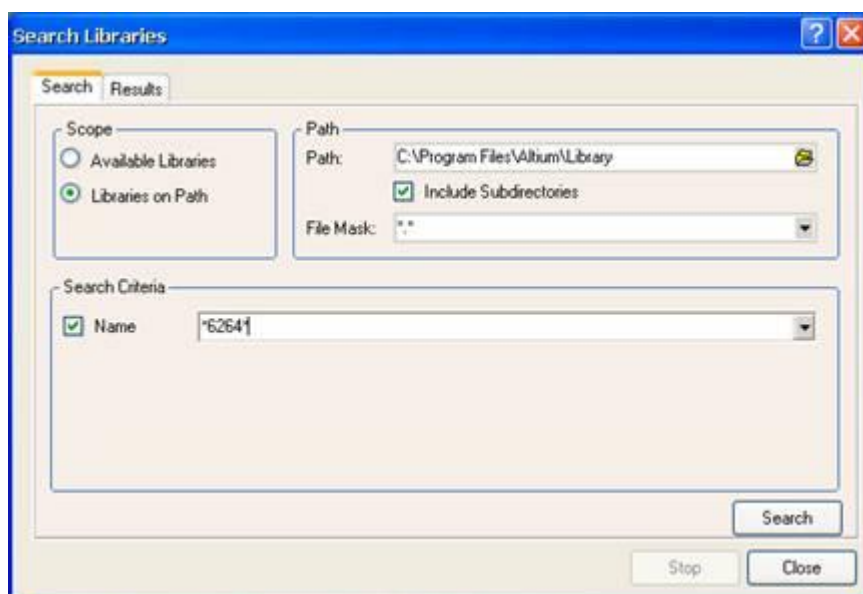 Search Libraries
Search Results
Scope
Available Libraries
Libraries on Path
Path
Path: C:\Program Files\Altium\Library
Include Subdirectories
File Mask: *.*
Search Criteria
Name *6264*
Search
Stop Close